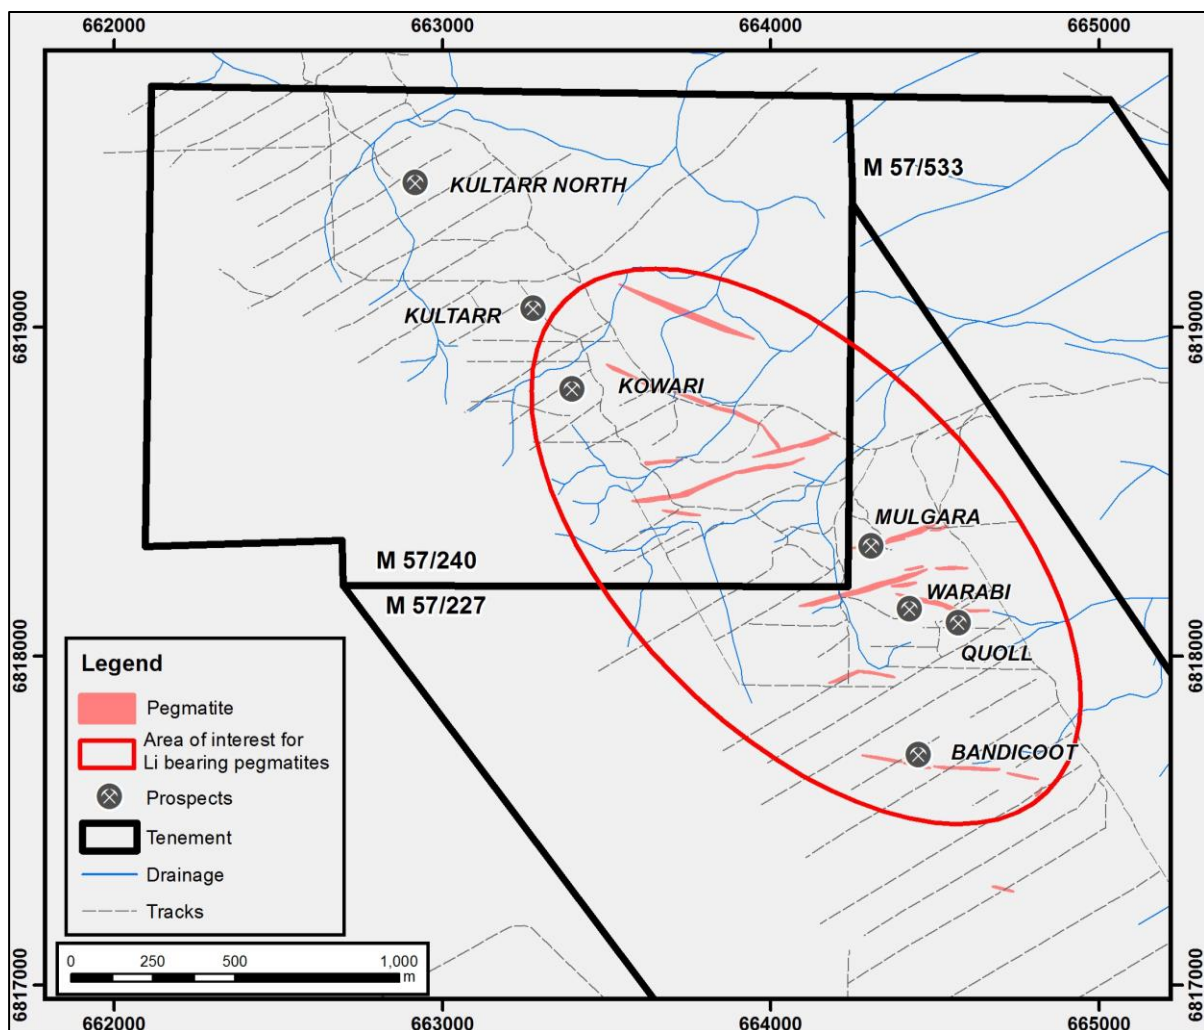 662000
663000
664000
665000
M 57/533
KULTARR NORTH
6819000
6819000
KULTARR
KOWARI
MULGARA
M 57/240
M 57/227
WARABI
QUOLL
6818000
6818000
BANDICOOT
Legend
Pegmatite
Area of interest for
Li bearing pegmatites
Prospects
Tenement
Drainage
Tracks
0 250 500 1,000
m
6817000
6817000
662000
663000
664000
665000